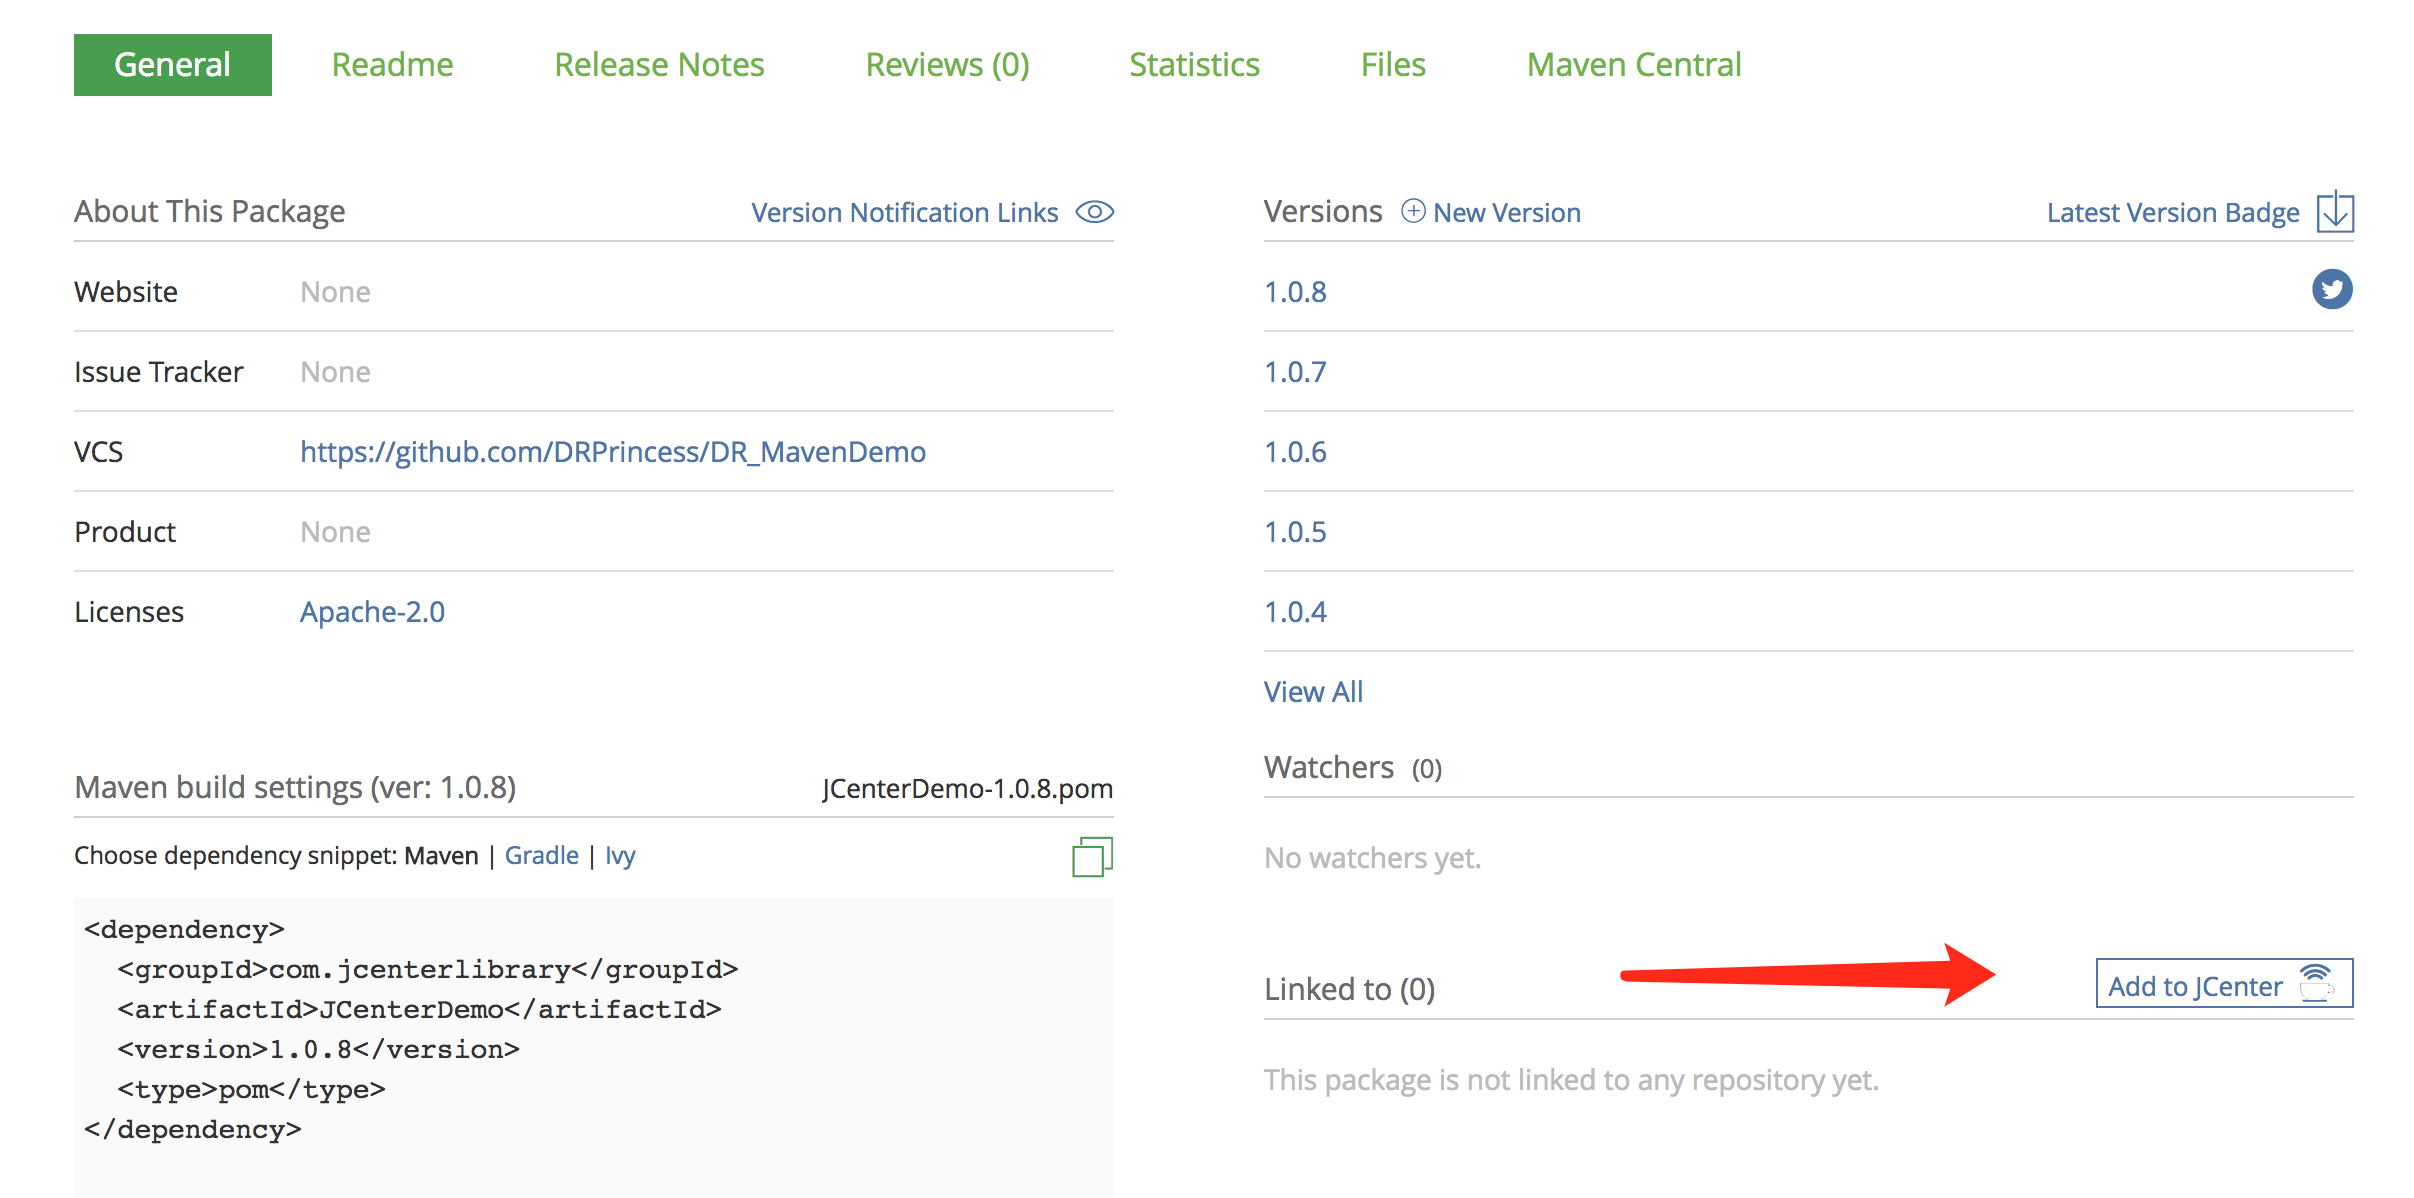 General Readme Release Notes Reviews (0) Statistics Files Maven Central
About This Package Version Notification Links
Website None
Issue Tracker None
VCS https://github.com/DRPrincess/DR_MavenDemo
Product None
Licenses Apache-2.0
Maven build settings (ver: 1.0.8) JCenterDemo-1.0.8.pom
Choose dependency snippet: Maven | Gradle | Ivy
<dependency>
  <groupId>com.jcenterlibrary</groupId>
  <artifactId>JCenterDemo</artifactId>
  <version>1.0.8</version>
  <type>pom</type>
</dependency>
Versions New Version Latest Version Badge
1.0.8
1.0.7
1.0.6
1.0.5
1.0.4
View All
Watchers (0)
No watchers yet.
Linked to (0) Add to JCenter
This package is not linked to any repository yet.